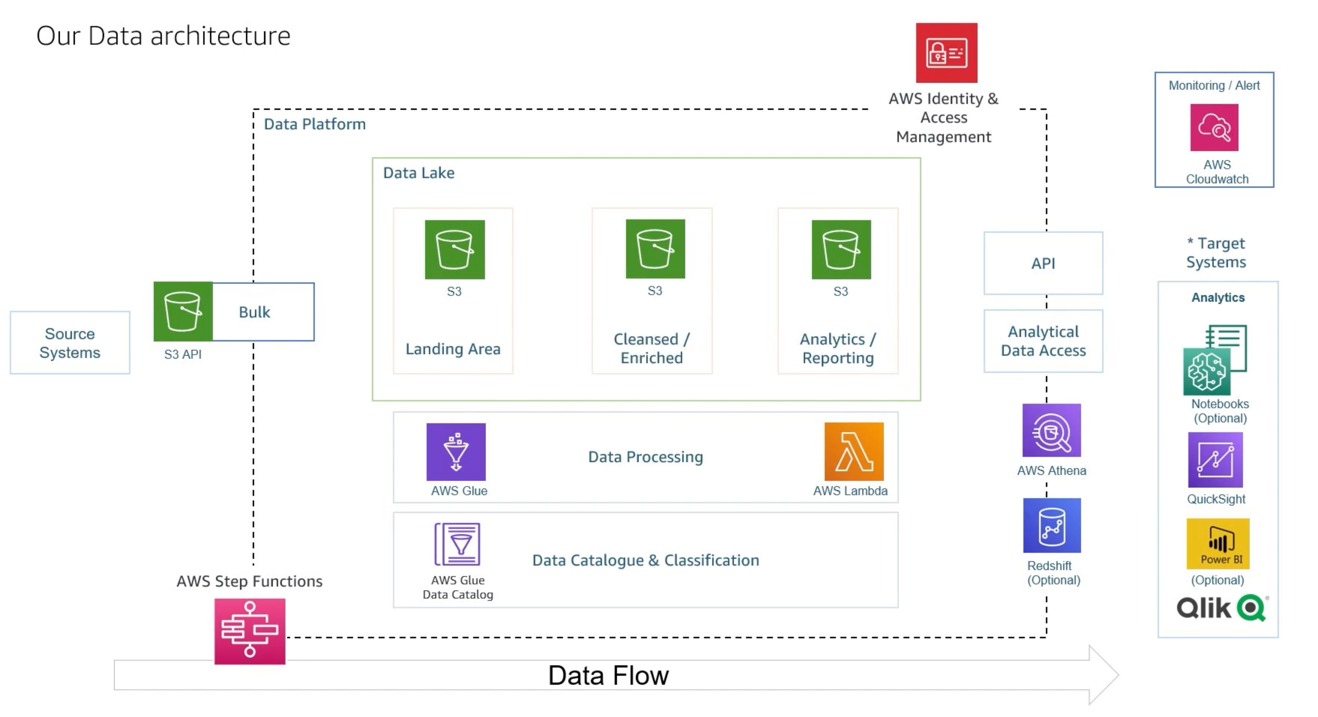 Our Data architecture
AWS Identity &
Access
Management
Monitoring / Alert
AWS
Cloudwatch
Data Platform
Data Lake
S3
Landing Area
S3
Cleansed /
Enriched
S3
Analytics /
Reporting
Source
Systems
S3 API
Bulk
API
Analytical
Data Access
* Target
Systems
Analytics
Notebooks
(Optional)
QuickSight
Power BI
(Optional)
Qlik
AWS Glue
Data Processing
AWS Lambda
AWS Athena
AWS Glue
Data Catalog
Data Catalogue & Classification
Redshift
(Optional)
AWS Step Functions
Data Flow